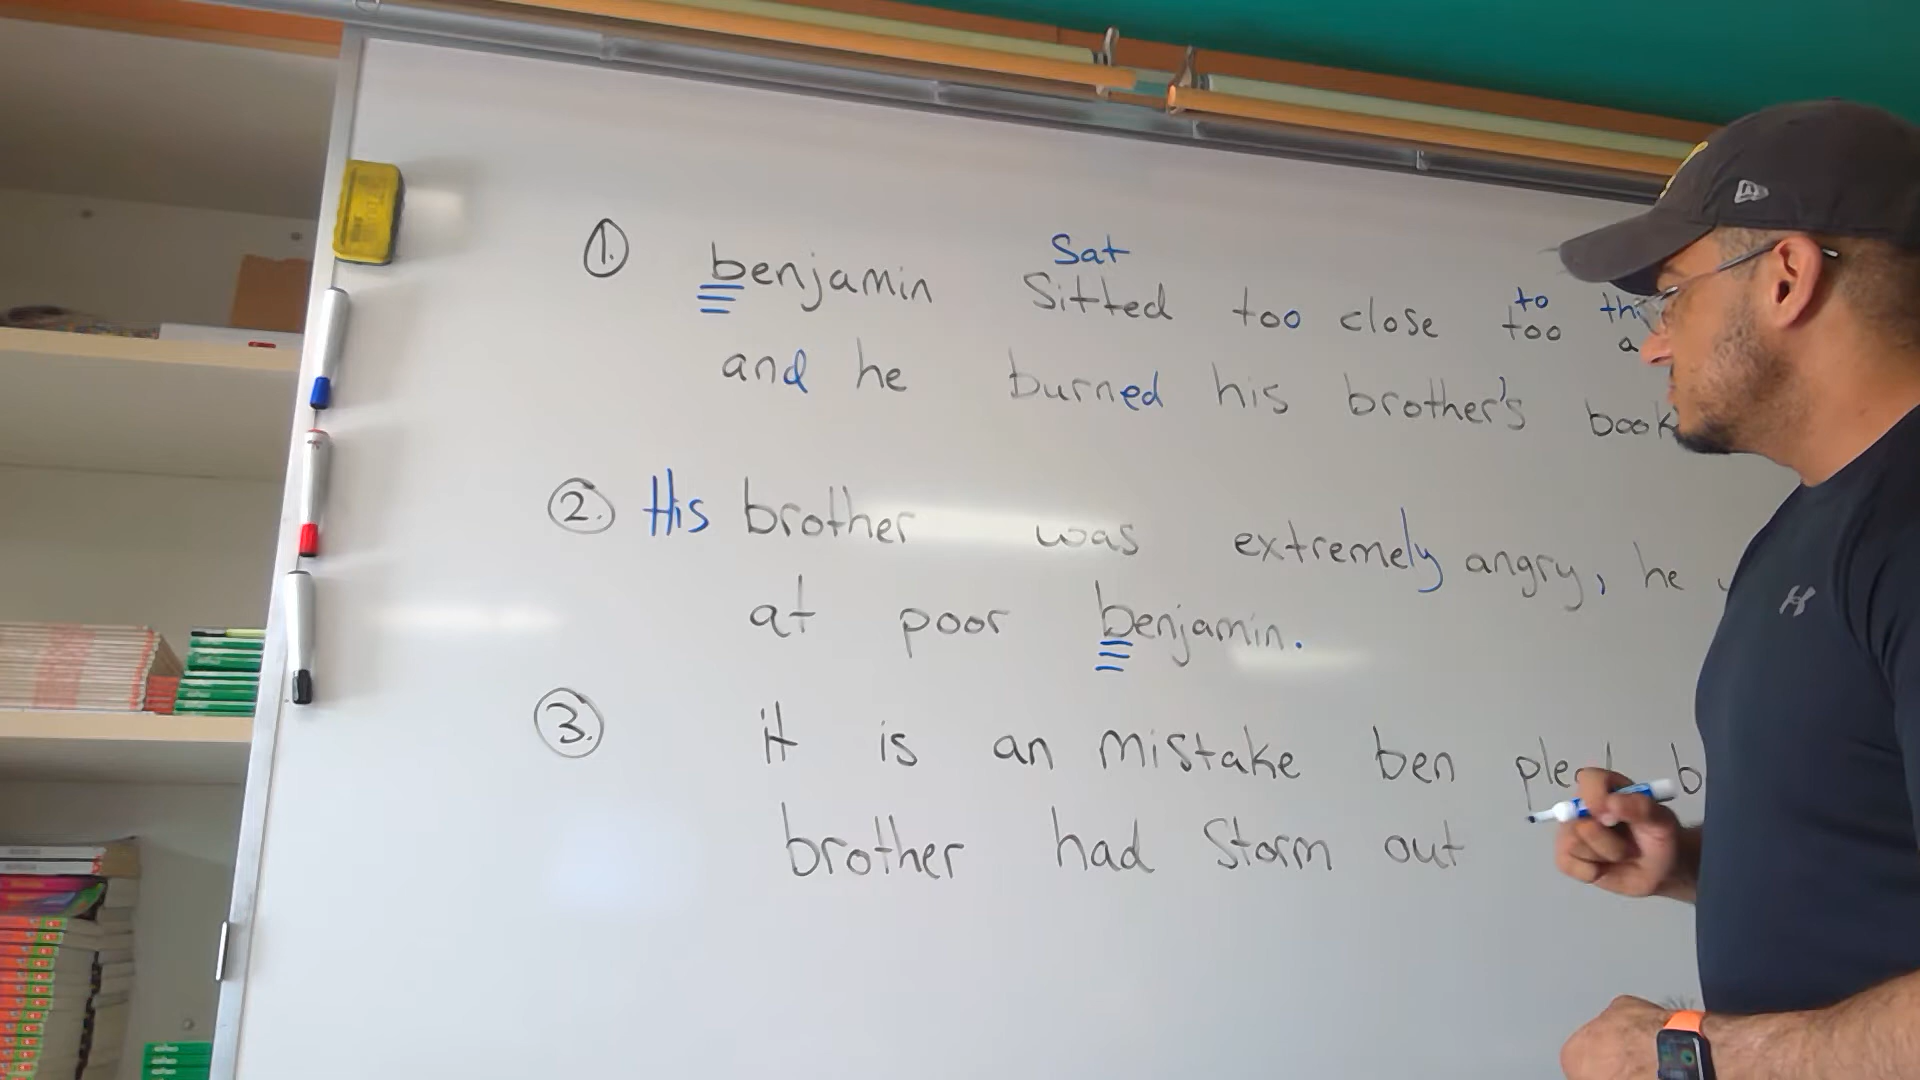 Sat to
1. benjamin Sitted too close too a
and he burned his brother's book
2. His brother was extremely angry, he
at poor benjamin.
3. it is an mistake ben
brother had storm out